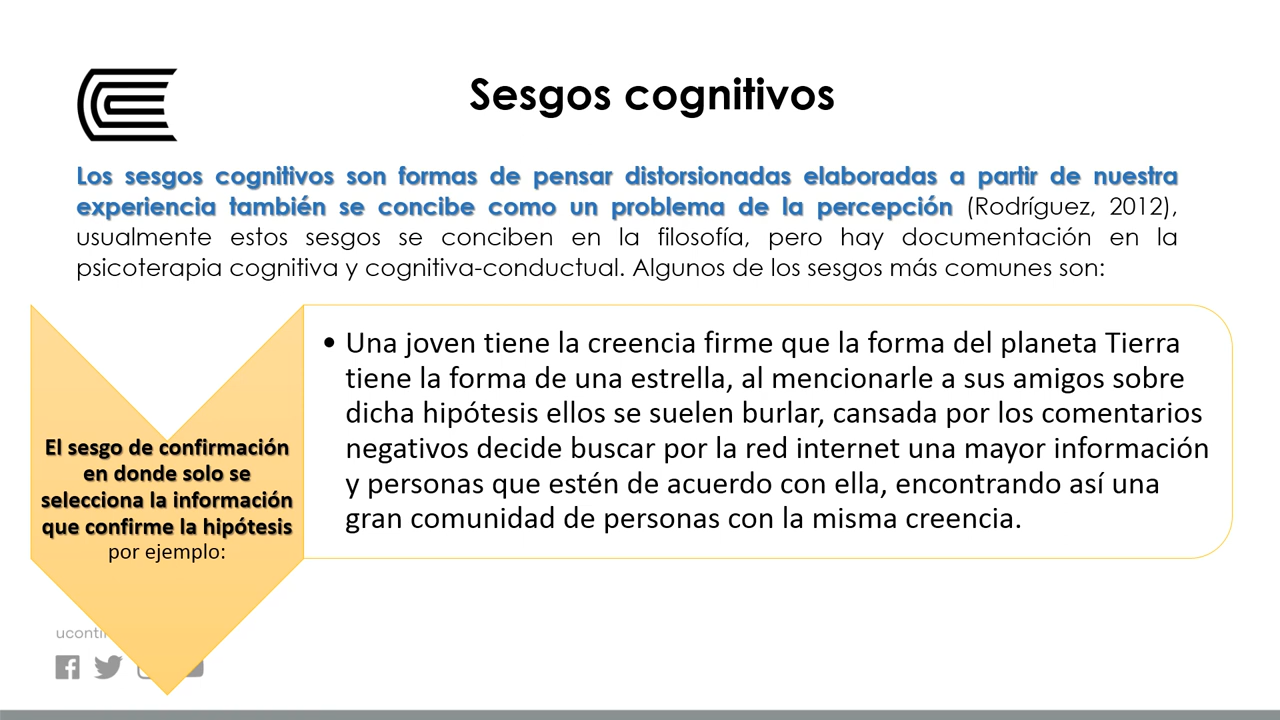 Sesgos cognitivos
Los sesgos cognitivos son formas de pensar distorsionadas elaboradas a partir de nuestra
experiencia también se concibe como un problema de la percepción (Rodríguez, 2012),
usualmente estos sesgos se conciben en la filosofía, pero hay documentación en la
psicoterapia cognitiva y cognitiva-conductual. Algunos de los sesgos más comunes son:
El sesgo de confirmación
en donde solo se
selecciona la información
que confirme la hipótesis
por ejemplo:
• Una joven tiene la creencia firme que la forma del planeta Tierra
tiene la forma de una estrella, al mencionarle a sus amigos sobre
dicha hipótesis ellos se suelen burlar, cansada por los comentarios
negativos decide buscar por la red internet una mayor información
y personas que estén de acuerdo con ella, encontrando así una
gran comunidad de personas con la misma creencia.